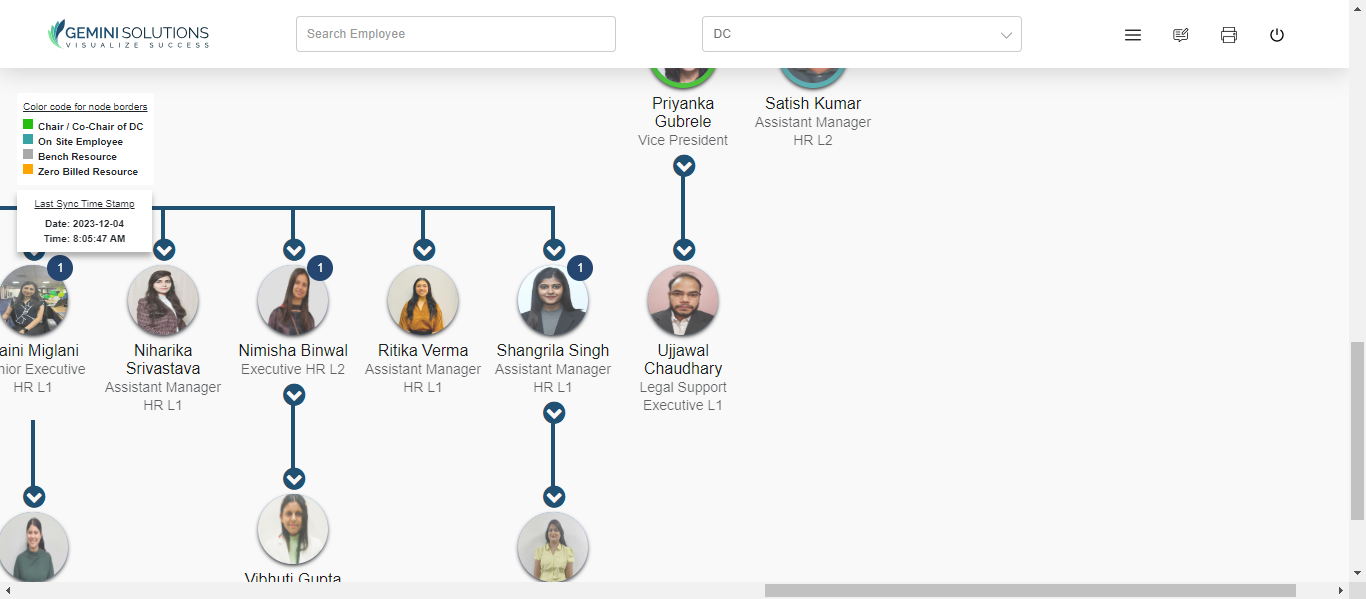 GEMINI SOLUTIONS
VISUALIZE SUCCESS
Search Employee
DC
Color code for node borders
Chair / Co-Chair of DC
On Site Employee
Bench Resource
Zero Billed Resource
Last Sync Time Stamp
Date: 2023-12-04
Time: 8:05:47 AM
Priyanka
Gubrele
Vice President
Satish Kumar
Assistant Manager
HR L2
1
aini Miglani
nior Executive
HR L1
Niharika
Srivastava
Assistant Manager
HR L1
1
Nimisha Binwal
Executive HR L2
Ritika Verma
Assistant Manager
HR L1
1
Shangrila Singh
Assistant Manager
HR L1
Ujjawal
Chaudhary
Legal Support
Executive L1
Vibhuti Gupta